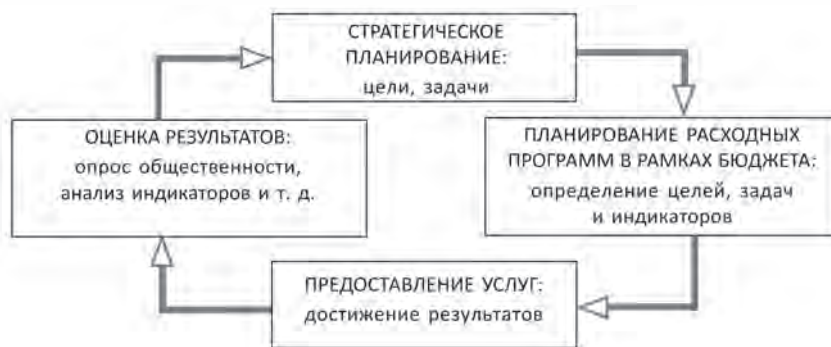 СТРАТЕГИЧЕСКОЕ
ПЛАНИРОВАНИЕ:
цели, задачи
ОЦЕНКА РЕЗУЛЬТАТОВ:
опрос общественности,
анализ индикаторов и т. д.
ПЛАНИРОВАНИЕ РАСХОДНЫХ
ПРОГРАММ В РАМКАХ БЮДЖЕТА:
определение целей, задач
и индикаторов
ПРЕДОСТАВЛЕНИЕ УСЛУГ:
достижение результатов